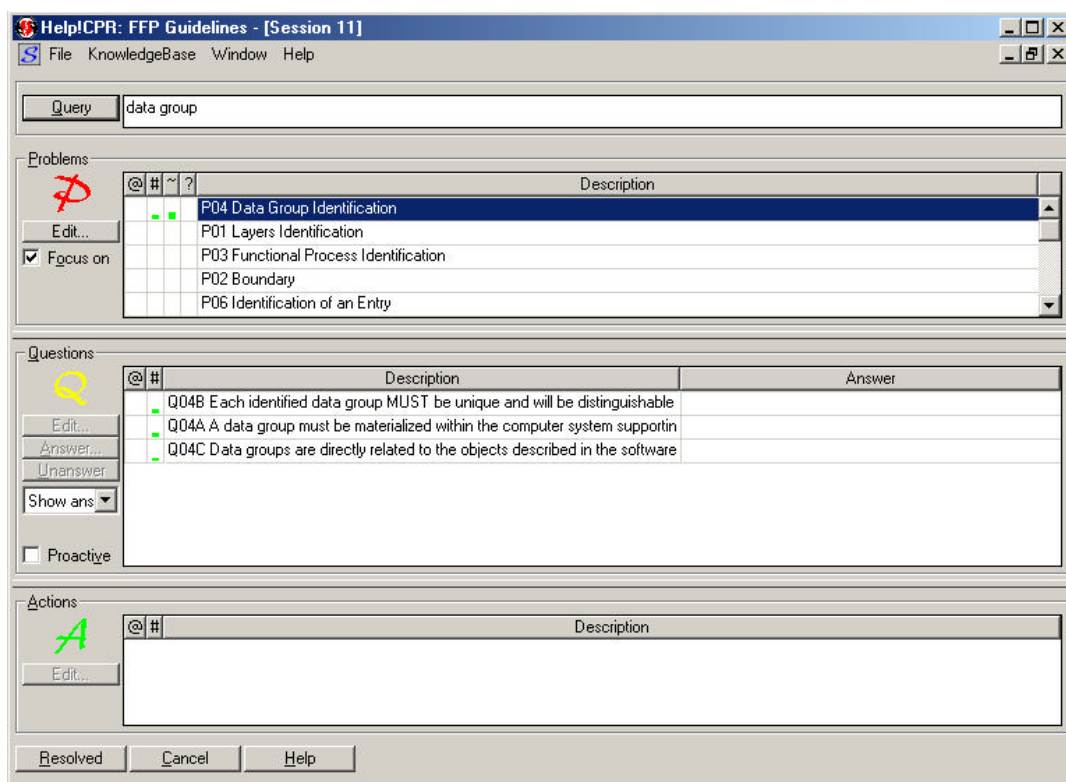 Help!CPR: FFP Guidelines - [Session 11]
S File KnowledgeBase Window Help
Query data group
Problems
P
@ # ~ ? Description
P04 Data Group Identification
Edit... P01 Layers Identification
Focus on P03 Functional Process Identification
P02 Boundary
P06 Identification of an Entry
Questions
Q
@ # Description Answer
Q04B Each identified data group MUST be unique and will be distinguishable
Edit... Q04A A data group must be materialized within the computer system supportin
Answer... Q04C Data groups are directly related to the objects described in the software
Unanswer
Show ans
Proactive
Actions
A
@ # Description
Edit...
Resolved Cancel Help